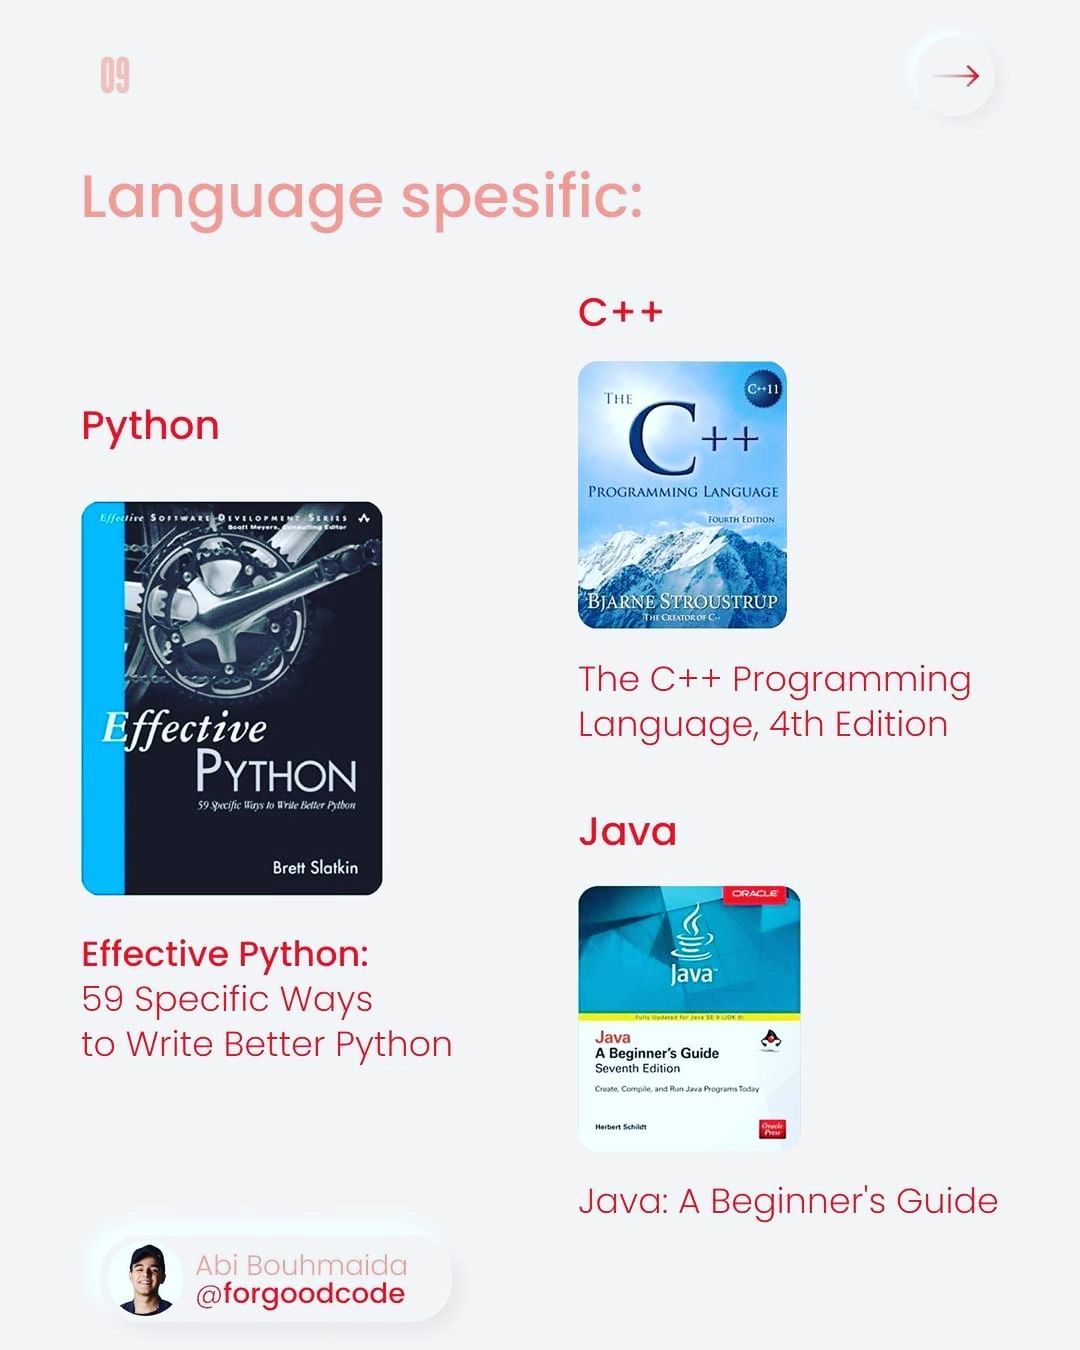 09
Language spesific:
Python
Effective Software Development Series
Scott Meyers, Consulting Editor
Effective
Python
59 Specific Ways to Write Better Python
Brett Slatkin
Effective Python:
59 Specific Ways
to Write Better Python
C++
The
C++11
C++
Programming Language
Fourth Edition
Bjarne Stroustrup
The Creator of C++
The C++ Programming
Language, 4th Edition
Java
ORACLE
Java™
Fully Updated for Java SE 9 (JDK 9)
Java
A Beginner's Guide
Seventh Edition
Create, Compile, and Run Java Programs Today
Herbert Schildt
Oracle
Press
Java: A Beginner's Guide
Abi Bouhmaida
@forgoodcode